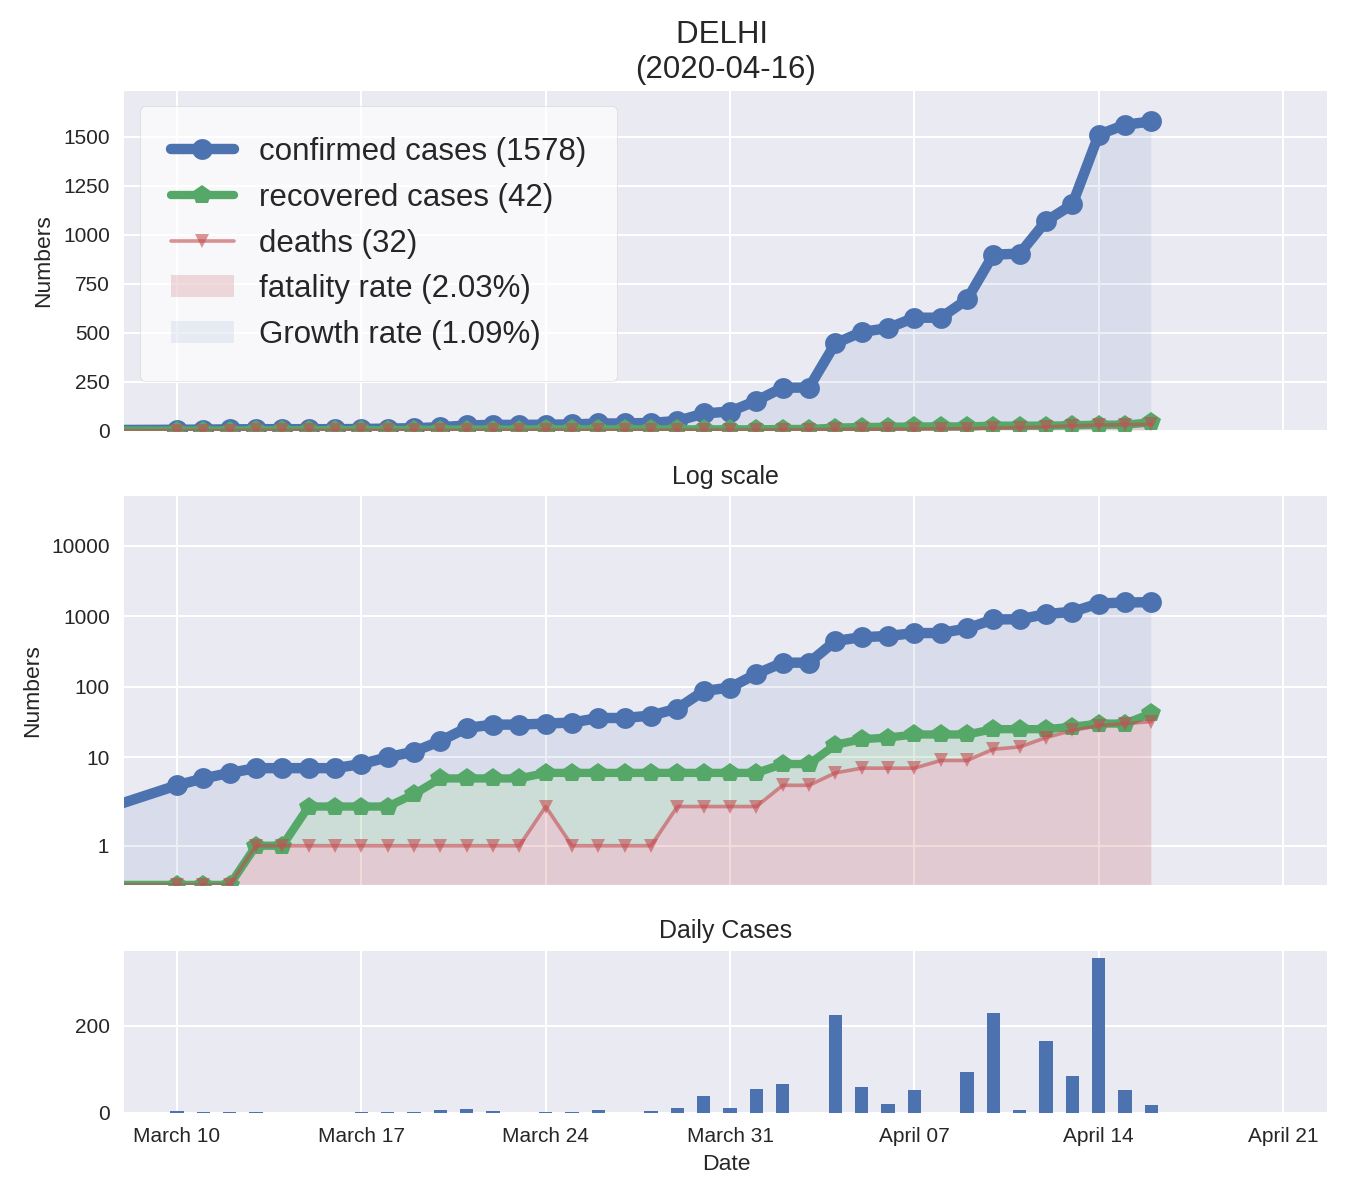 DELHI
(2020-04-16)
1500
1250
1000
750
500
250
0
Numbers
confirmed cases (1578)
recovered cases (42)
deaths (32)
fatality rate (2.03%)
Growth rate (1.09%)
Log scale
10000
1000
100
10
1
Numbers
Daily Cases
200
0
March 10 March 17 March 24 March 31 April 07 April 14 April 21
Date